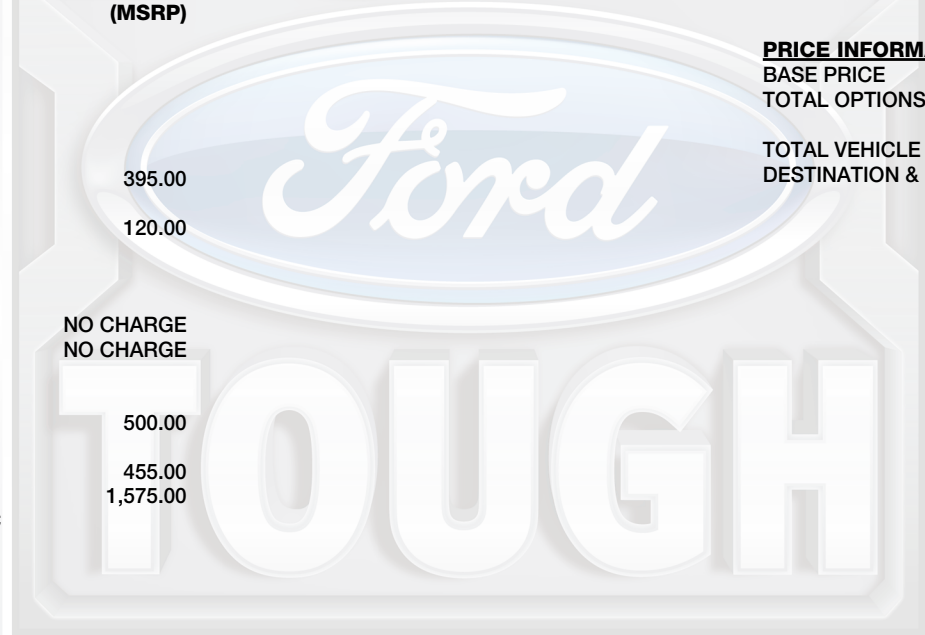 (MSRP)
395.00
120.00
NO CHARGE
NO CHARGE
500.00
455.00
1,575.00
PRICE INFORM
BASE PRICE
TOTAL OPTIONS
TOTAL VEHICLE
DESTINATION &
Ford
TOUGH